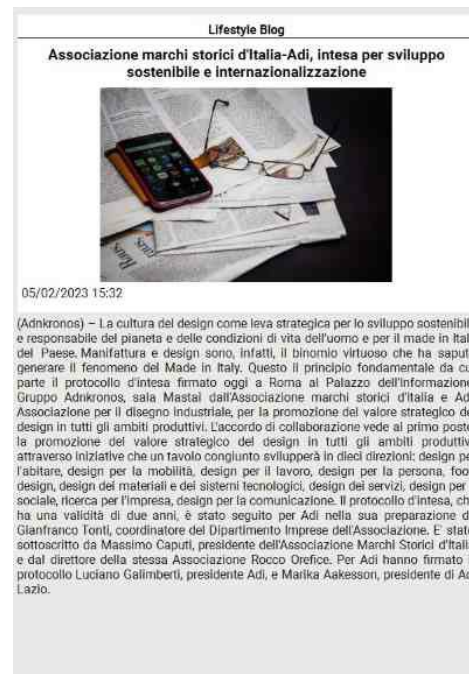 Lifestyle Blog
Associazione marchi storici d'Italia-Adi, intesa per sviluppo
sostenibile e internazionalizzazione
05/02/2023 15:32
(Adnkronos) – La cultura del design come leva strategica per lo sviluppo sostenibil
e responsabile del pianeta e delle condizioni di vita dell'uomo e per il made in Ital
del Paese. Manifattura e design sono, infatti, il binomio virtuoso che ha saput
generare il fenomeno del Made in Italy. Questo il principio fondamentale da cu
parte il protocollo d'intesa firmato oggi a Roma al Palazzo dell'Informazione
Gruppo Adnkronos, sala Mastai dall'Associazione marchi storici d'Italia e Ad
Associazione per il disegno industriale, per la promozione del valore strategico de
design in tutti gli ambiti produttivi. L'accordo di collaborazione vede al primo posto
la promozione del valore strategico del design in tutti gli ambiti produttiv
attraverso iniziative che un tavolo congiunto svilupperà in dieci direzioni: design pe
l'abitare, design per la mobilità, design per il lavoro, design per la persona, foo
design, design dei materiali e dei sistemi tecnologici, design dei servizi, design per
sociale, ricerca per l'impresa, design per la comunicazione. Il protocollo d'intesa, ch
ha una validità di due anni, è stato seguito per Adi nella sua preparazione d
Gianfranco Tonti, coordinatore del Dipartimento Imprese dell'Associazione. E' stat
sottoscritto da Massimo Caputi, presidente dell'Associazione Marchi Storici d'Itali
e dal direttore della stessa Associazione Rocco Orefice. Per Adi hanno firmato i
protocollo Luciano Galimberti, presidente Adi, e Marika Aakesson, presidente di Ad
Lazio.